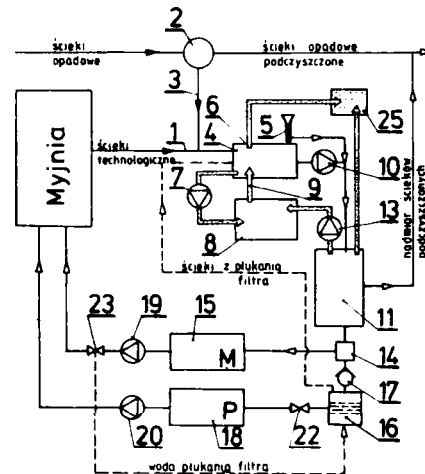 2
ścieki
opadowe
ścieki opadowe
podczyszczone
3
6
5
25
1
4
ścieki
technologiczne
10
Myjnia
7
9
13
8
nadmiar ścieków
podczyszczanych
ścieki z płukania
filtra
11
23
19
15
M
14
17
P
16
20
18
22
woda płukania filtra